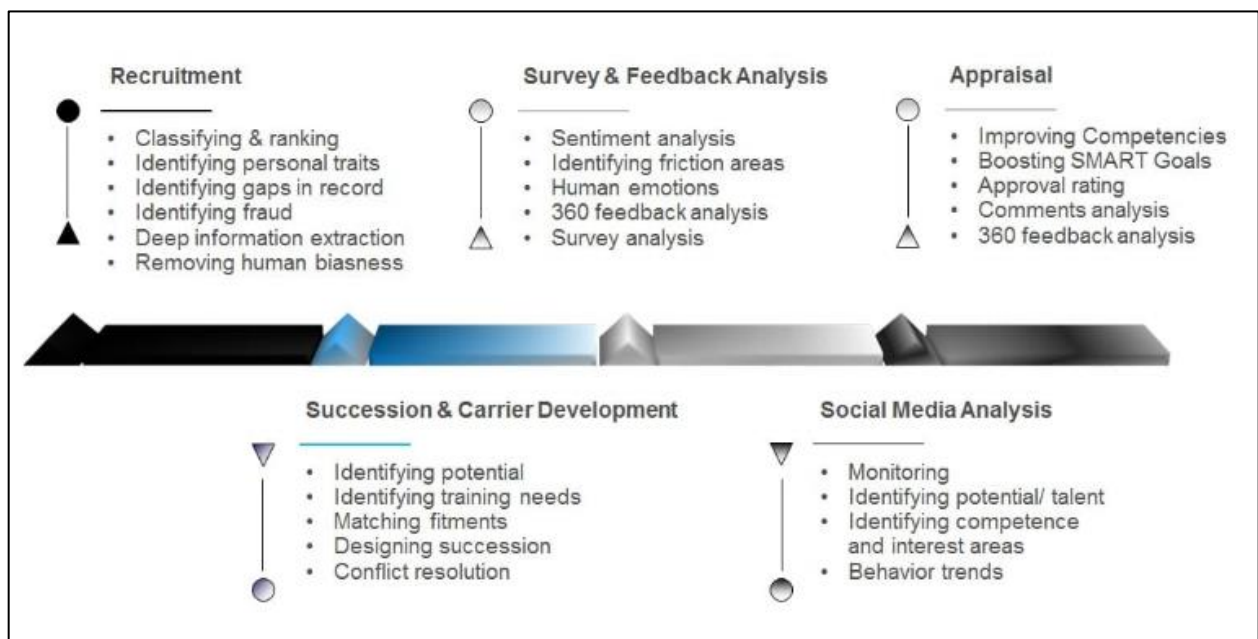 Recruitment
• Classifying & ranking
• Identifying personal traits
• Identifying gaps in record
• Identifying fraud
• Deep information extraction
• Removing human biasness
Survey & Feedback Analysis
• Sentiment analysis
• Identifying friction areas
• Human emotions
• 360 feedback analysis
• Survey analysis
Appraisal
• Improving Competencies
• Boosting SMART Goals
• Approval rating
• Comments analysis
• 360 feedback analysis
Succession & Carrier Development
• Identifying potential
• Identifying training needs
• Matching fitments
• Designing succession
• Conflict resolution
Social Media Analysis
• Monitoring
• Identifying potential/ talent
• Identifying competence
and interest areas
• Behavior trends